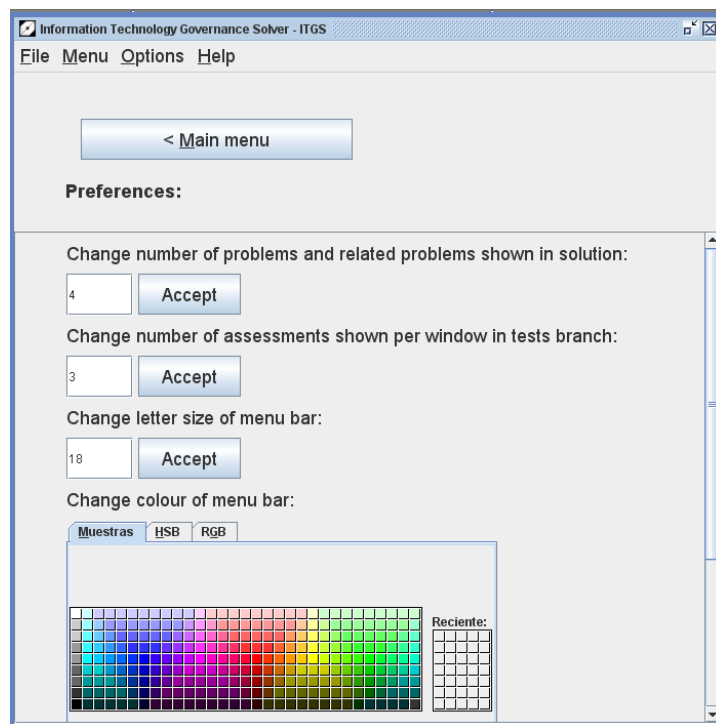 Information Technology Governance Solver - ITGS
File Menu Options Help
< Main menu
Preferences:
Change number of problems and related problems shown in solution:
4 Accept
Change number of assessments shown per window in tests branch:
3 Accept
Change letter size of menu bar:
18 Accept
Change colour of menu bar:
Muestras HSB RGB
Reciente: